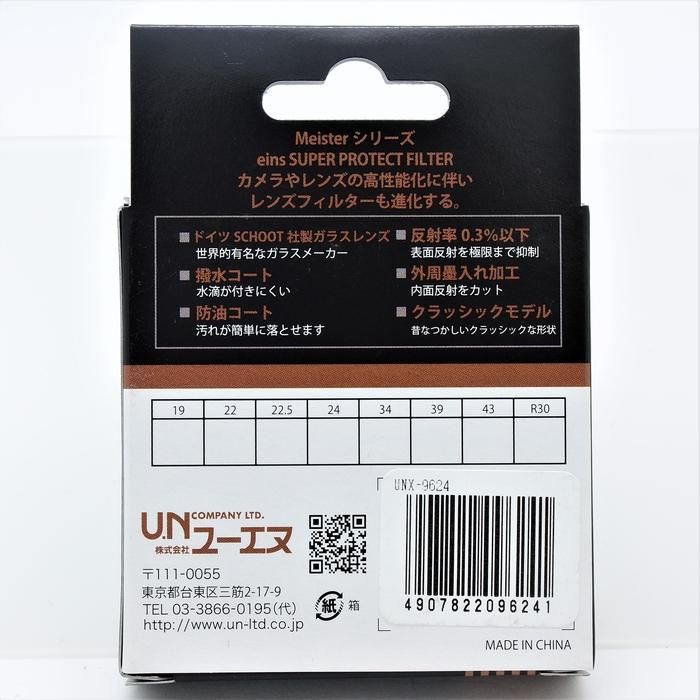 Meister シリーズ
eins SUPER PROTECT FILTER
カメラやレンズの高性能化に伴い
レンズフィルターも進化する。
ドイツ SCHOOT 社製ガラスレンズ
世界的有名なガラスメーカー
撥水コート
水滴が付きにくい
防油コート
汚れが簡単に落とせます
反射率 0.3%以下
表面反射を極限まで抑制
外周墨入れ加工
内面反射をカット
クラッシックモデル
昔なつかしいクラッシックな形状
19 22 22.5 24 34 39 43 R30
UNX-9624
4907822096241
U.N COMPANY LTD.
株式会社 ユーエヌ
〒111-0055
東京都台東区三筋2-17-9
TEL 03-3866-0195(代)
http://www.un-ltd.co.jp
紙 箱
MADE IN CHINA